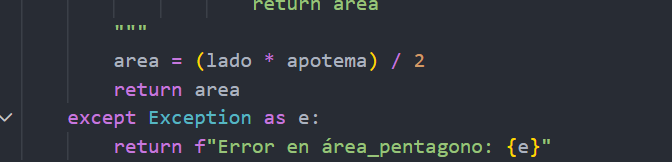 return area
"""
area = (lado * apotema) / 2
return area
except Exception as e:
return f"Error en área_pentagono: {e}"